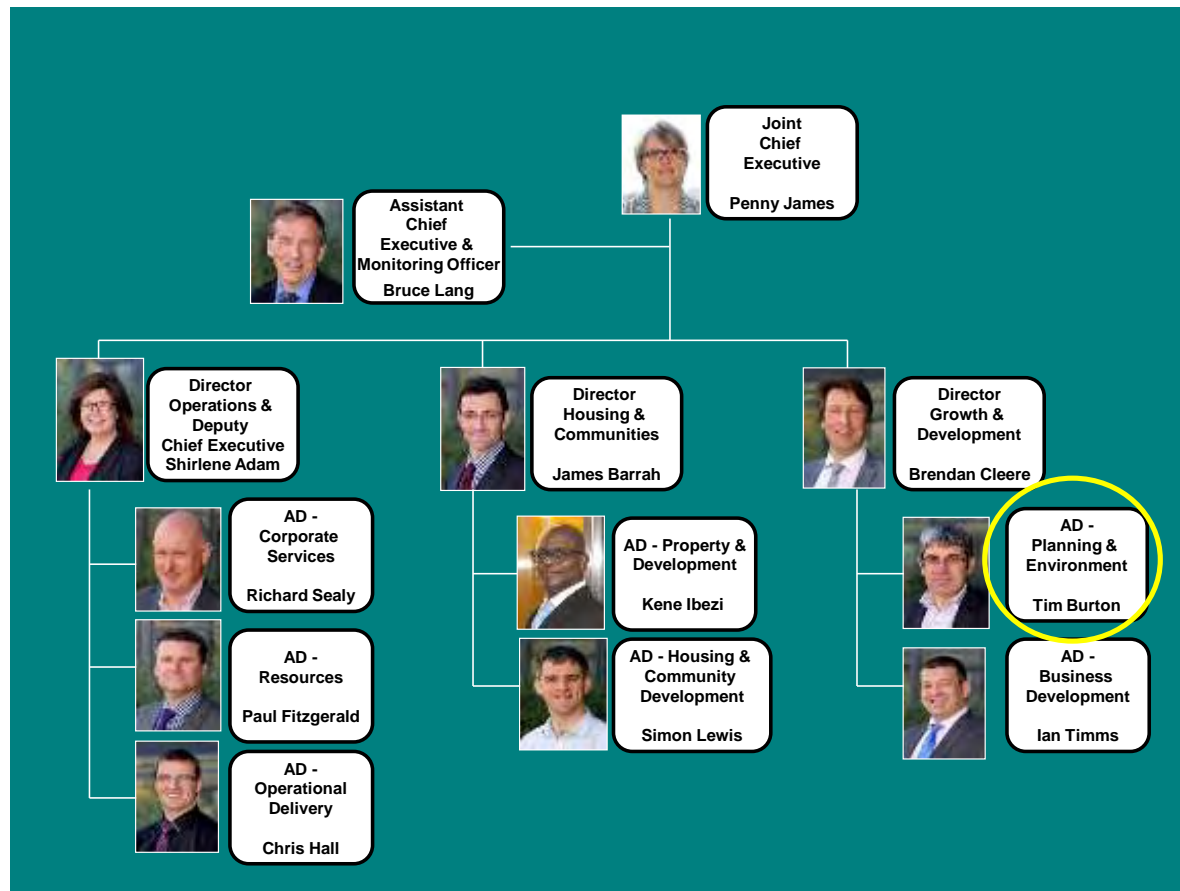 Joint
Chief
Executive
Penny James
Assistant
Chief
Executive &
Monitoring Officer
Bruce Lang
Director
Operations &
Deputy
Chief Executive
Shirlene Adam
Director
Housing &
Communities
James Barrah
Director
Growth &
Development
Brendan Cleere
AD -
Corporate
Services
Richard Sealy
AD - Property &
Development
Kene Ibezi
AD -
Planning &
Environment
Tim Burton
AD -
Resources
Paul Fitzgerald
AD - Housing &
Community
Development
Simon Lewis
AD -
Business
Development
Ian Timms
AD -
Operational
Delivery
Chris Hall